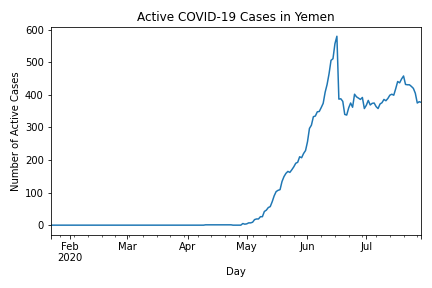 Active COVID-19 Cases in Yemen
600
500
400
300
200
100
0
Number of Active Cases
Feb
2020
Mar
Apr
May
Jun
Jul
Day